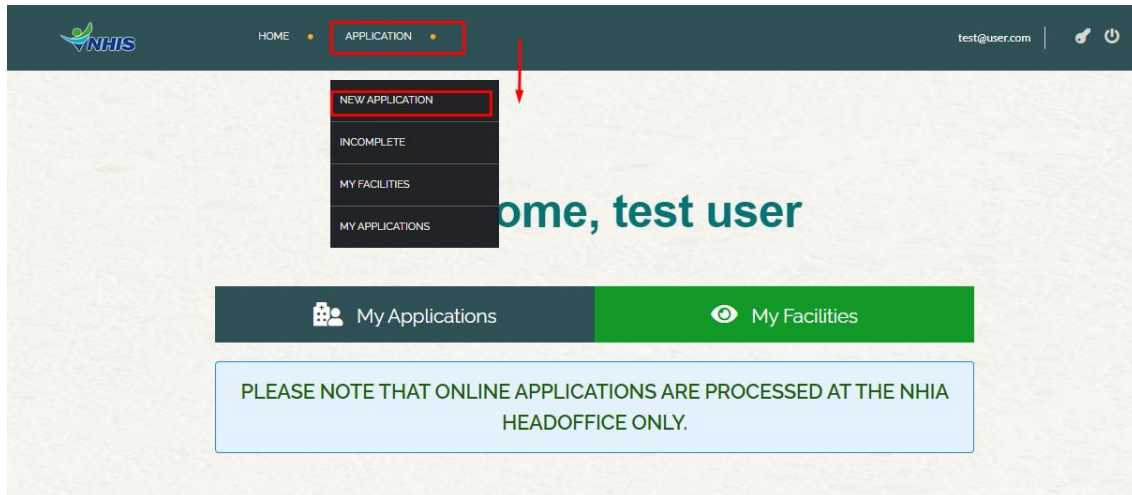 NHIS
HOME
APPLICATION
test@user.com
NEW APPLICATION
INCOMPLETE
MY FACILITIES
MY APPLICATIONS
ome, test user
My Applications
My Facilities
PLEASE NOTE THAT ONLINE APPLICATIONS ARE PROCESSED AT THE NHIA
HEADOFFICE ONLY.